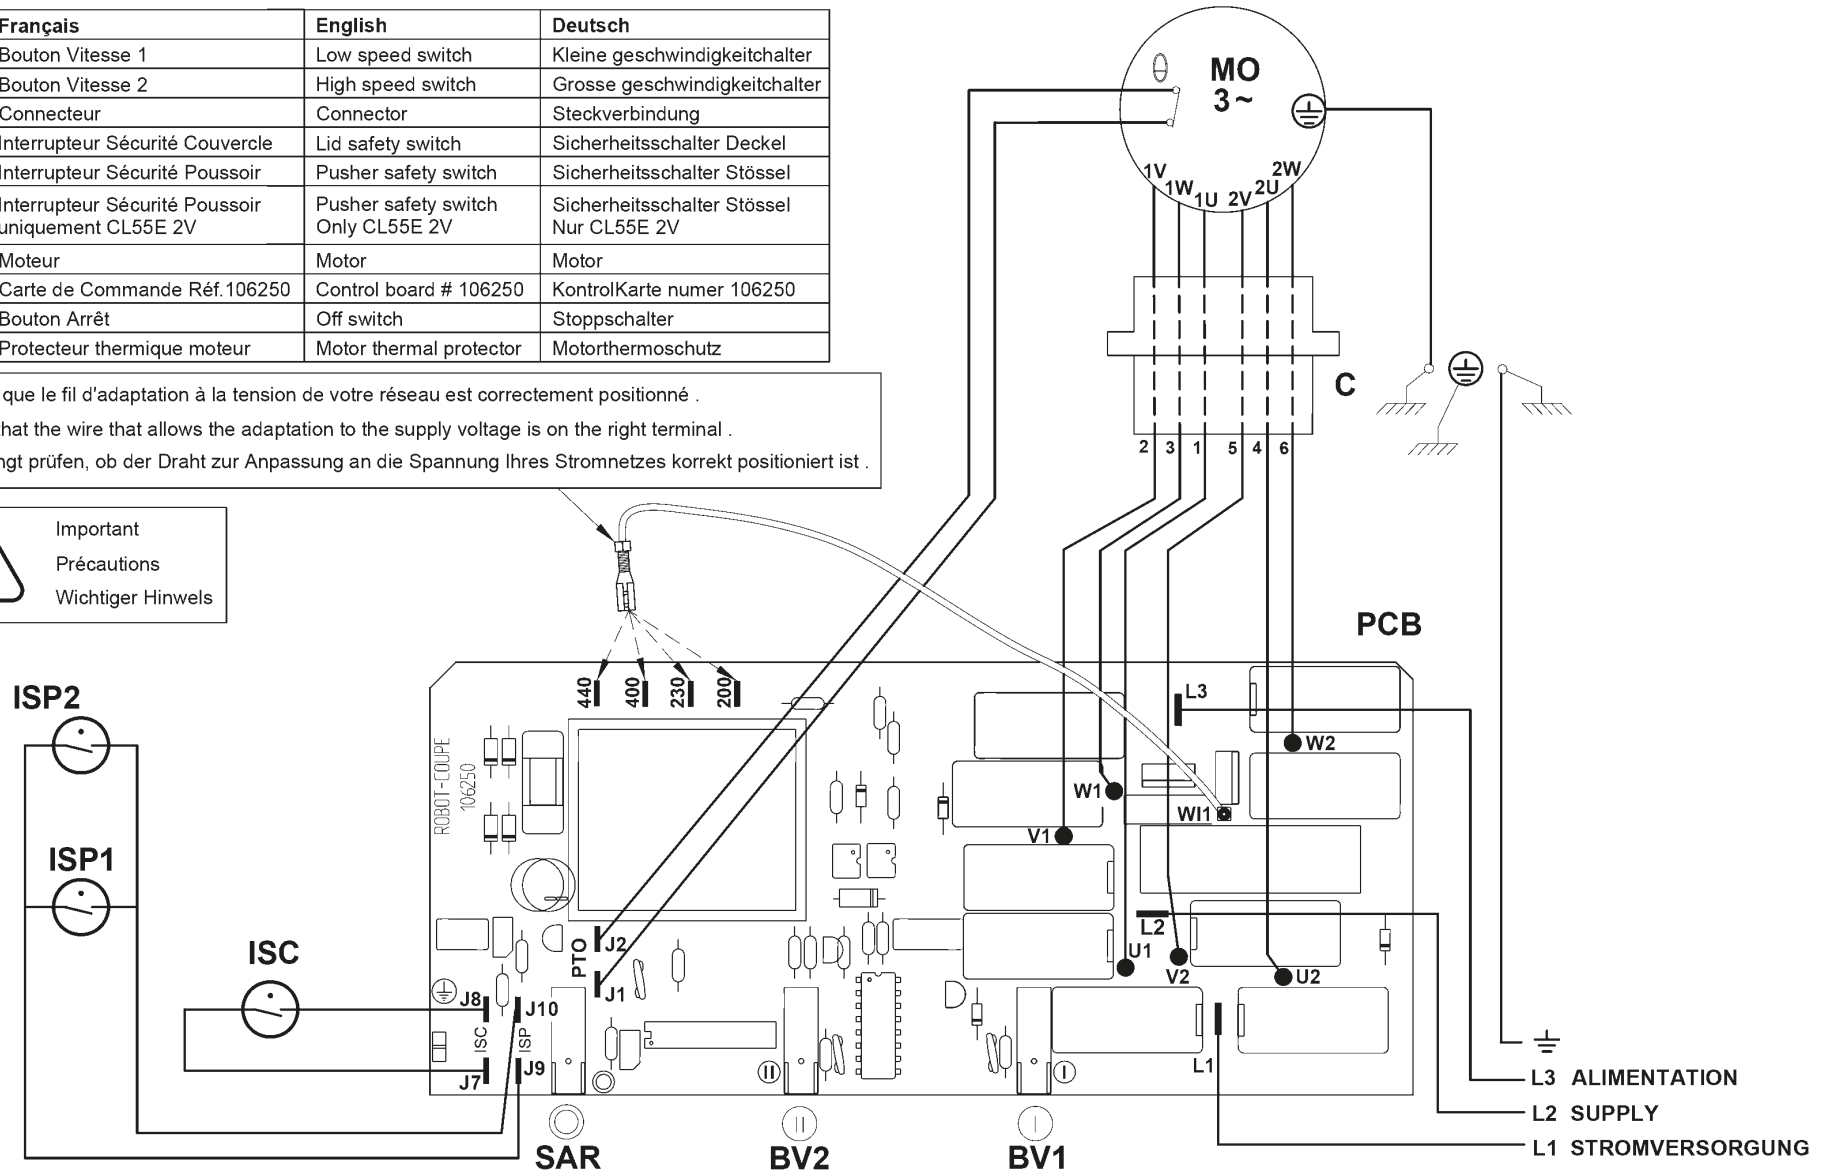 Français English Deutsch
Bouton Vitesse 1 Low speed switch Kleine geschwindigkeitchalter
Bouton Vitesse 2 High speed switch Grosse geschwindigkeitchalter
Connecteur Connector Steckverbindung
Interrupteur Sécurité Couvercle Lid safety switch Sicherheitsschalter Deckel
Interrupteur Sécurité Poussoir Pusher safety switch Sicherheitsschalter Stössel
Interrupteur Sécurité Poussoir Pusher safety switch Sicherheitsschalter Stössel
uniquement CL55E 2V Only CL55E 2V Nur CL55E 2V
Moteur Motor Motor
Carte de Commande Réf.106250 Control board # 106250 KontrolKarte numer 106250
Bouton Arrêt Off switch Stoppschalter
Protecteur thermique moteur Motor thermal protector Motorthermoschutz
que le fil d'adaptation à la tension de votre réseau est correctement positionné .
that the wire that allows the adaptation to the supply voltage is on the right terminal .
ngt prüfen, ob der Draht zur Anpassung an die Spannung Ihres Stromnetzes korrekt positioniert ist .
Important
Précautions
Wichtiger Hinwels
θ MO
3~
1V 1W 1U 2V 2U 2W
C
2 3 1 5 4 6
PCB
440 400 230 200
L3
W2
W1
WI1
V1
L2
U1
V2
U2
L1
ROBOT-COUPE
106250
ISP2
ISP1
ISC
PTO
J2
J1
J8
J10
ISC
ISP
J7
J9
II
I
II
I
SAR
BV2
BV1
L3 ALIMENTATION
L2 SUPPLY
L1 STROMVERSORGUNG